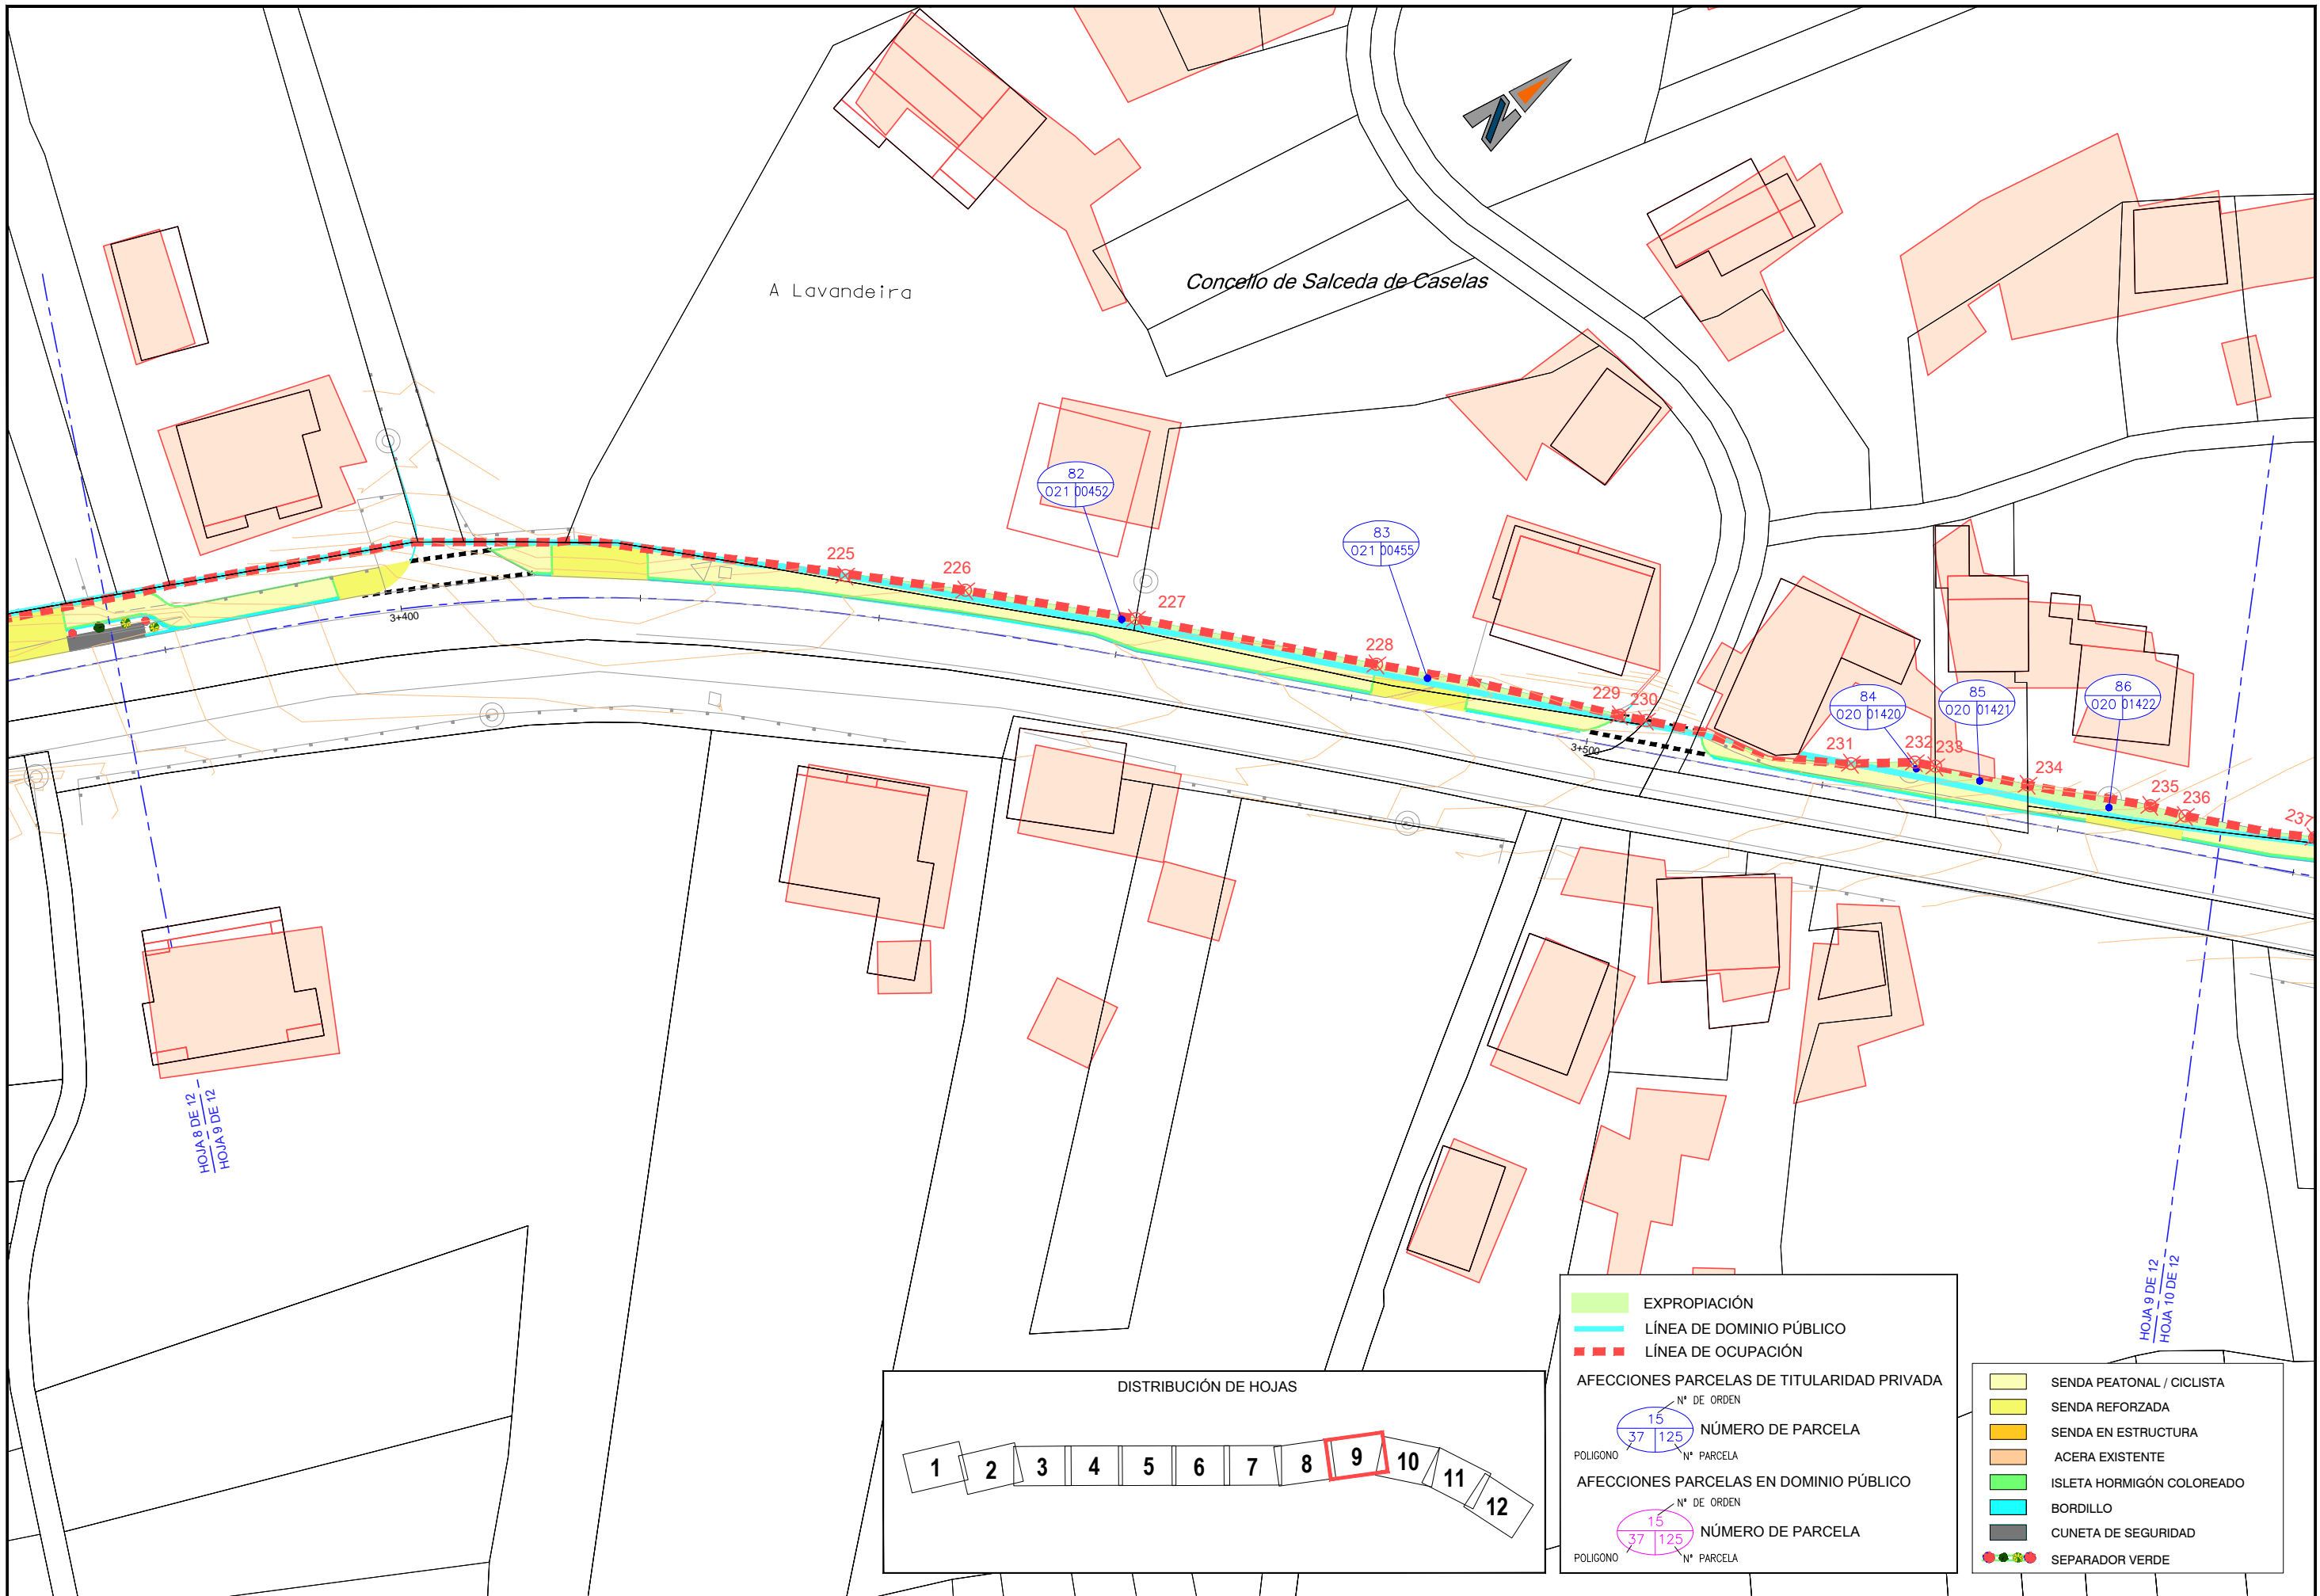 N
A Lavandeira
Concello de Salceda de Caselas
82
021 00452
83
021 00455
225
226
227
228
229
230
3+400
3+500
84
020 01420
85
020 01421
86
020 01422
231
232
233
234
235
236
237
HOJA 8 DE 12
HOJA 9 DE 12
HOJA 9 DE 12
HOJA 10 DE 12
DISTRIBUCIÓN DE HOJAS
1 2 3 4 5 6 7 8 9 10 11 12
EXPROPIACIÓN
LÍNEA DE DOMINIO PÚBLICO
LÍNEA DE OCUPACIÓN
AFECCIONES PARCELAS DE TITULARIDAD PRIVADA
Nº DE ORDEN
15
37 125
NÚMERO DE PARCELA
POLIGONO
Nº PARCELA
AFECCIONES PARCELAS EN DOMINIO PÚBLICO
Nº DE ORDEN
15
37 125
NÚMERO DE PARCELA
POLIGONO
Nº PARCELA
SENDA PEATONAL / CICLISTA
SENDA REFORZADA
SENDA EN ESTRUCTURA
ACERA EXISTENTE
ISLETA HORMIGÓN COLOREADO
BORDILLO
CUNETA DE SEGURIDAD
SEPARADOR VERDE